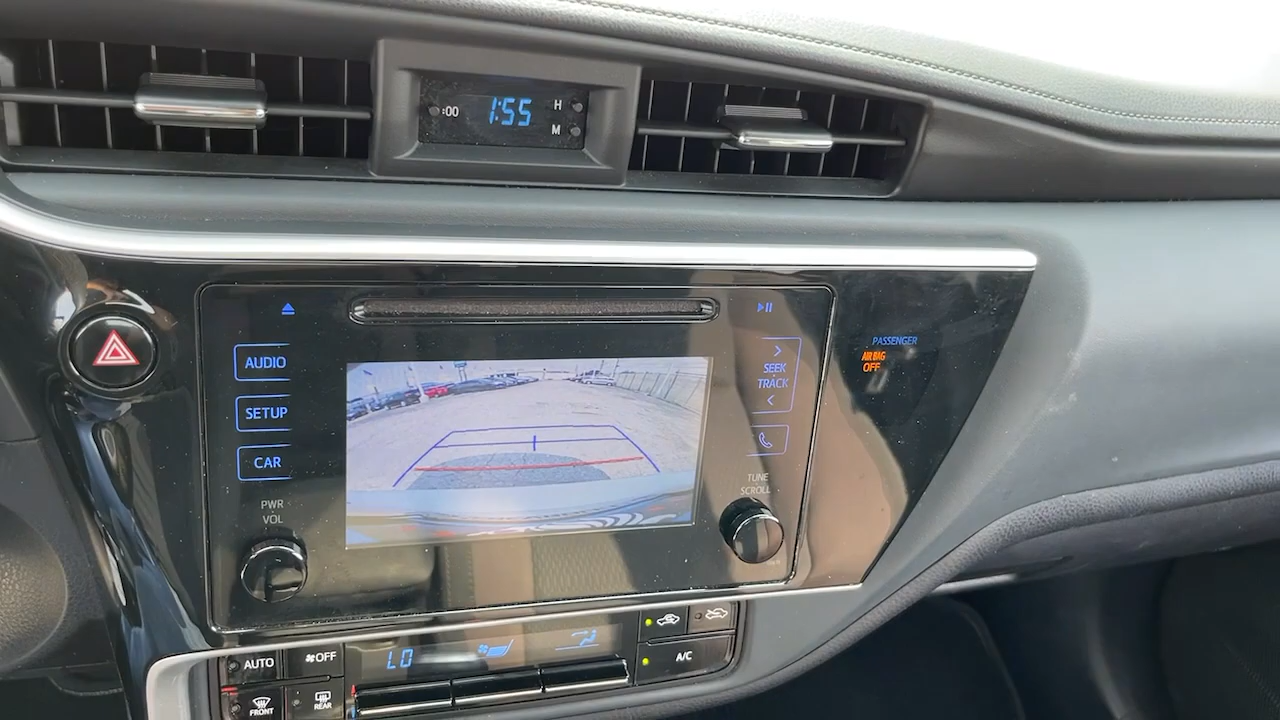 :00
1:55
H
M
AUDIO
SETUP
CAR
PWR
VOL
SEEK
TRACK
TUNE
SCROLL
PASSENGER
AIR BAG
OFF
AUTO
OFF
LO
A/C
FRONT
REAR